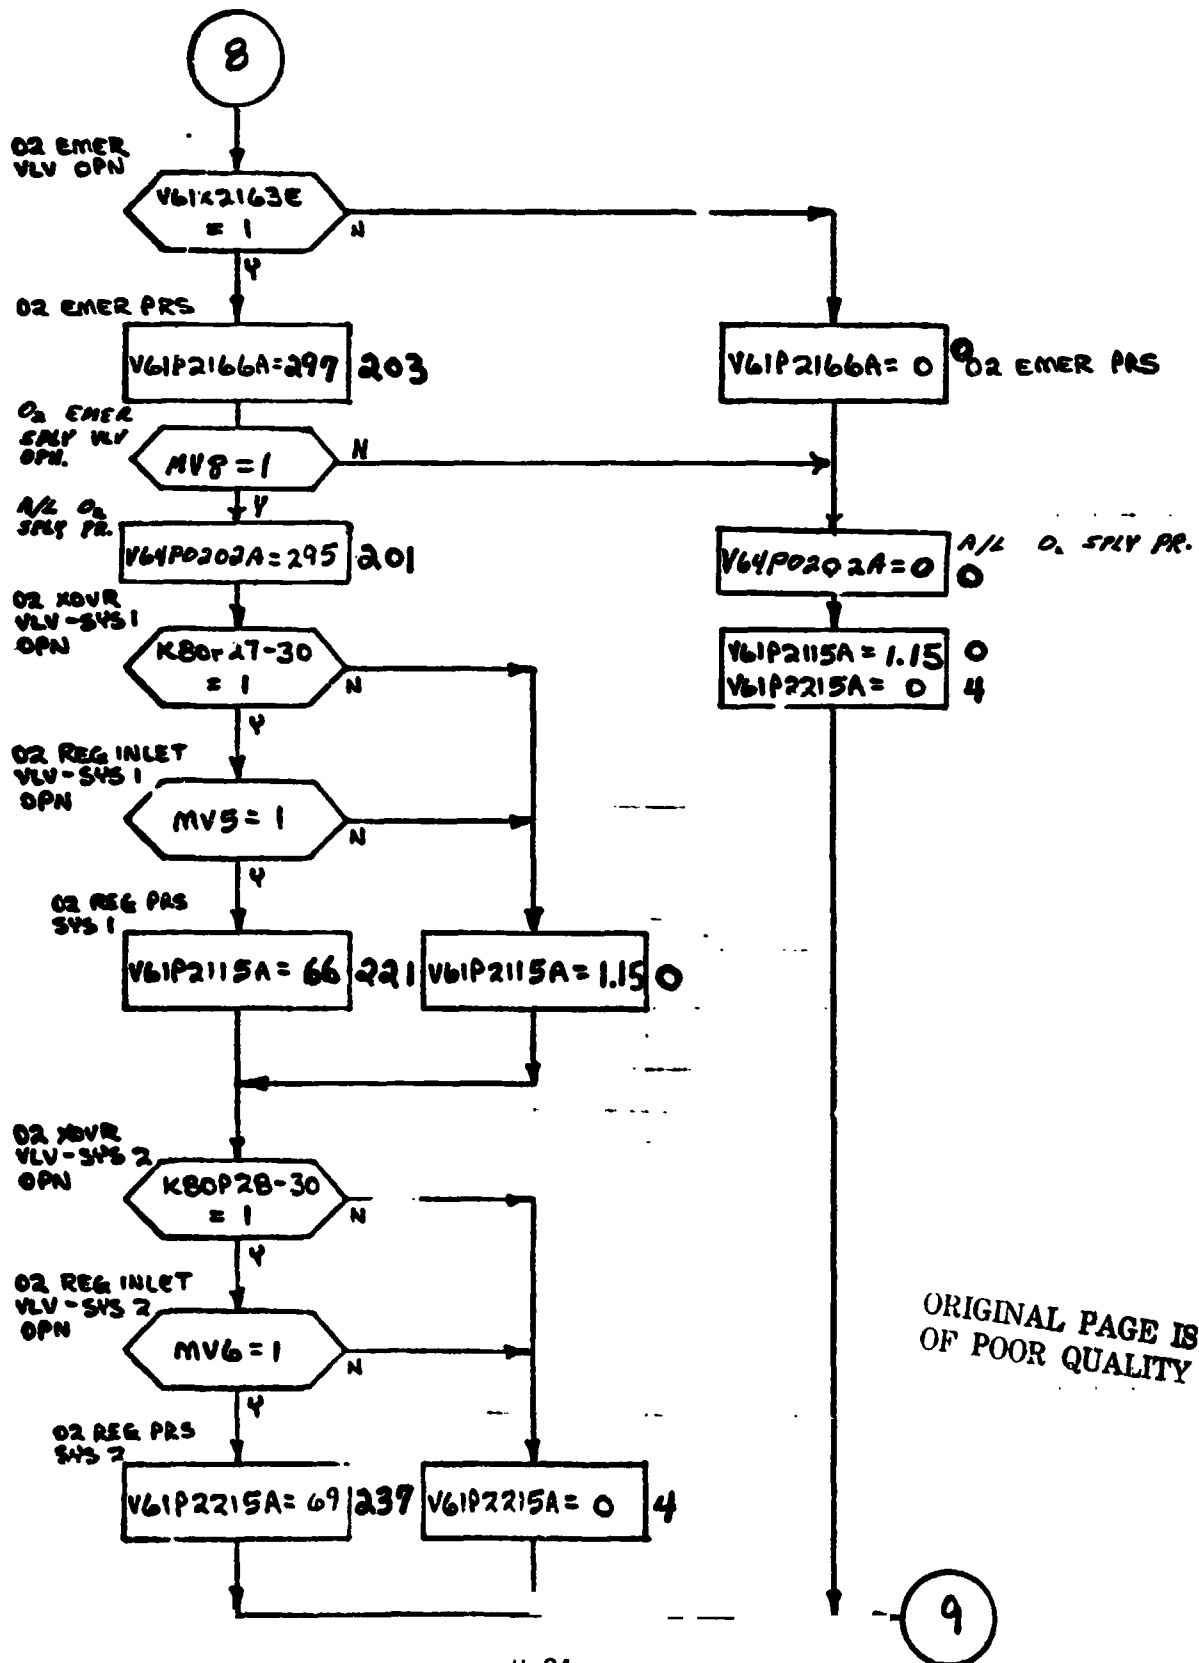 8
O2 EMER
VLV OPN
V61X2163E
= 1
N
Y
O2 EMER PRS
V61P2166A=297
203
V61P2166A= 0
0
O2 EMER PRS
O2 EMER
SPLY VLV
OPN.
MV8=1
N
Y
A/L O2
SPLY PR.
V64P0202A=295
201
V64P0202A=0
A/L O2 SPLY PR.
0
O2 XOVR
VLV-SYS 1
OPN
K80P27-30
= 1
N
Y
V61P2115A = 1.15
0
V61P2215A = 0
4
O2 REG INLET
VLV-SYS 1
OPN
MV5= 1
N
Y
O2 REG PRS
SYS 1
V61P2115A= 66
221
V61P2115A= 1.15
0
O2 XOVR
VLV-SYS 2
OPN
K80P28-30
= 1
N
Y
O2 REG INLET
VLV-SYS 2
OPN
MV6=1
N
Y
O2 REG PRS
SYS 2
V61P2215A= 69
237
V61P2215A= 0
4
ORIGINAL PAGE IS
OF POOR QUALITY
9